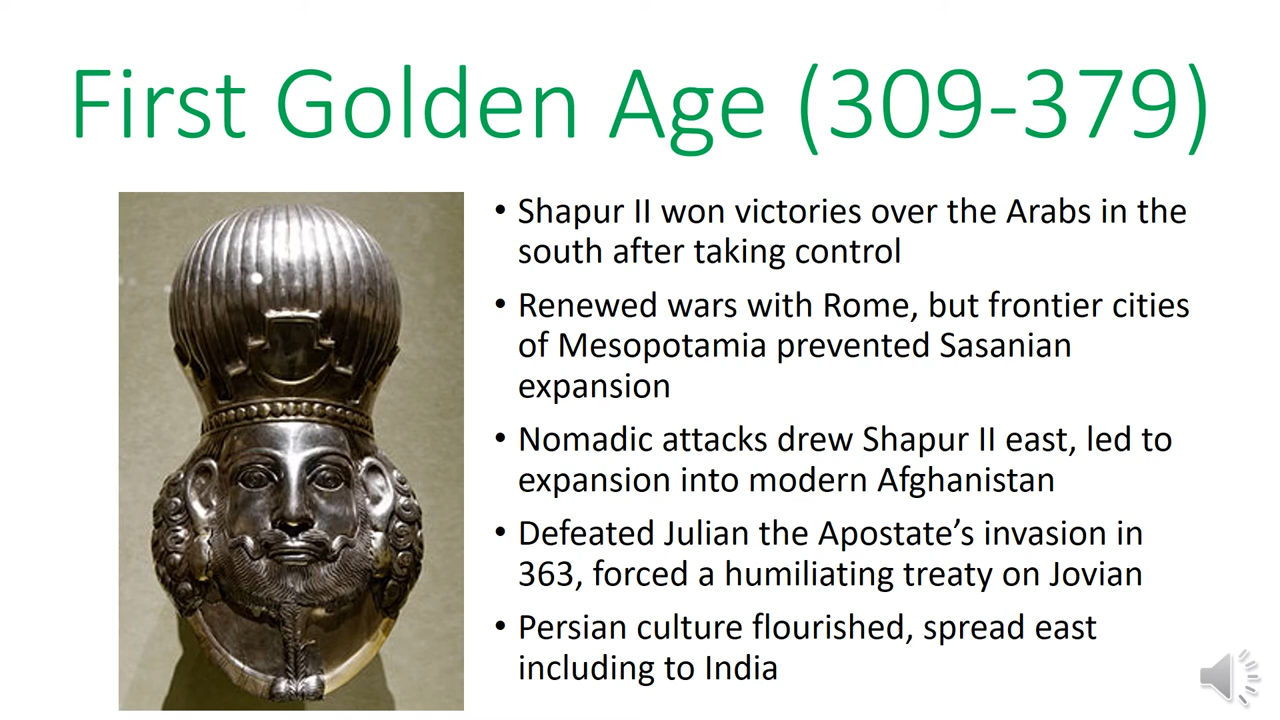 First Golden Age (309-379)
• Shapur II won victories over the Arabs in the
south after taking control
• Renewed wars with Rome, but frontier cities
of Mesopotamia prevented Sasanian
expansion
• Nomadic attacks drew Shapur II east, led to
expansion into modern Afghanistan
• Defeated Julian the Apostate’s invasion in
363, forced a humiliating treaty on Jovian
• Persian culture flourished, spread east
including to India